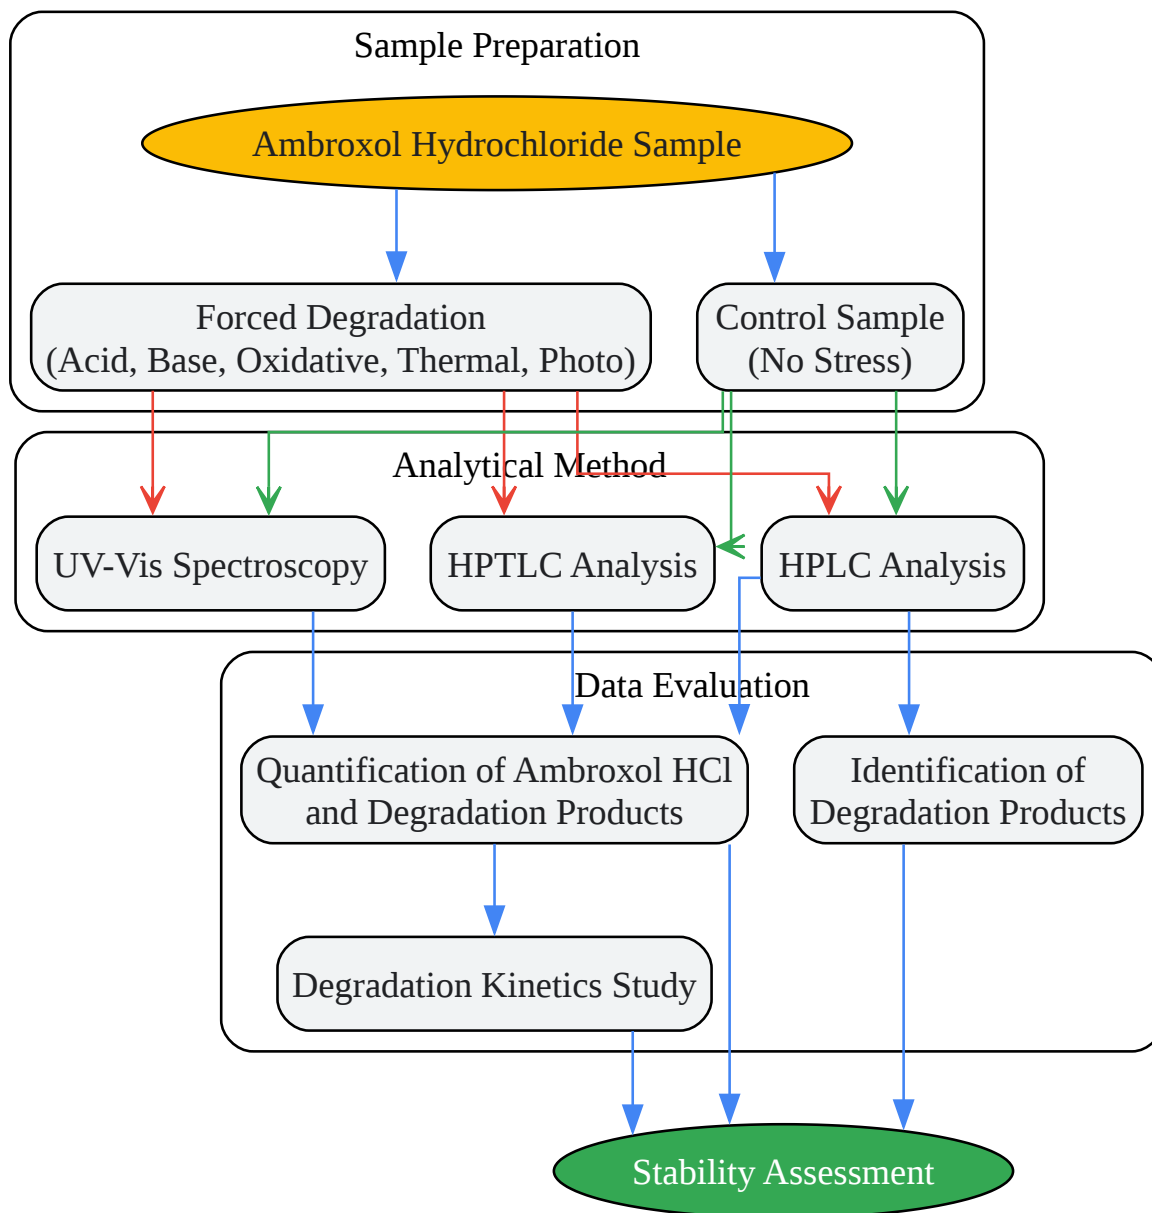 Sample Preparation
Ambroxol Hydrochloride Sample
Forced Degradation
(Acid, Base, Oxidative, Thermal, Photo)
Control Sample
(No Stress)
Analytical Method
UV-Vis Spectroscopy
HPTLC Analysis
HPLC Analysis
Data Evaluation
Quantification of Ambroxol HCl
and Degradation Products
Identification of
Degradation Products
Degradation Kinetics Study
Stability Assessment